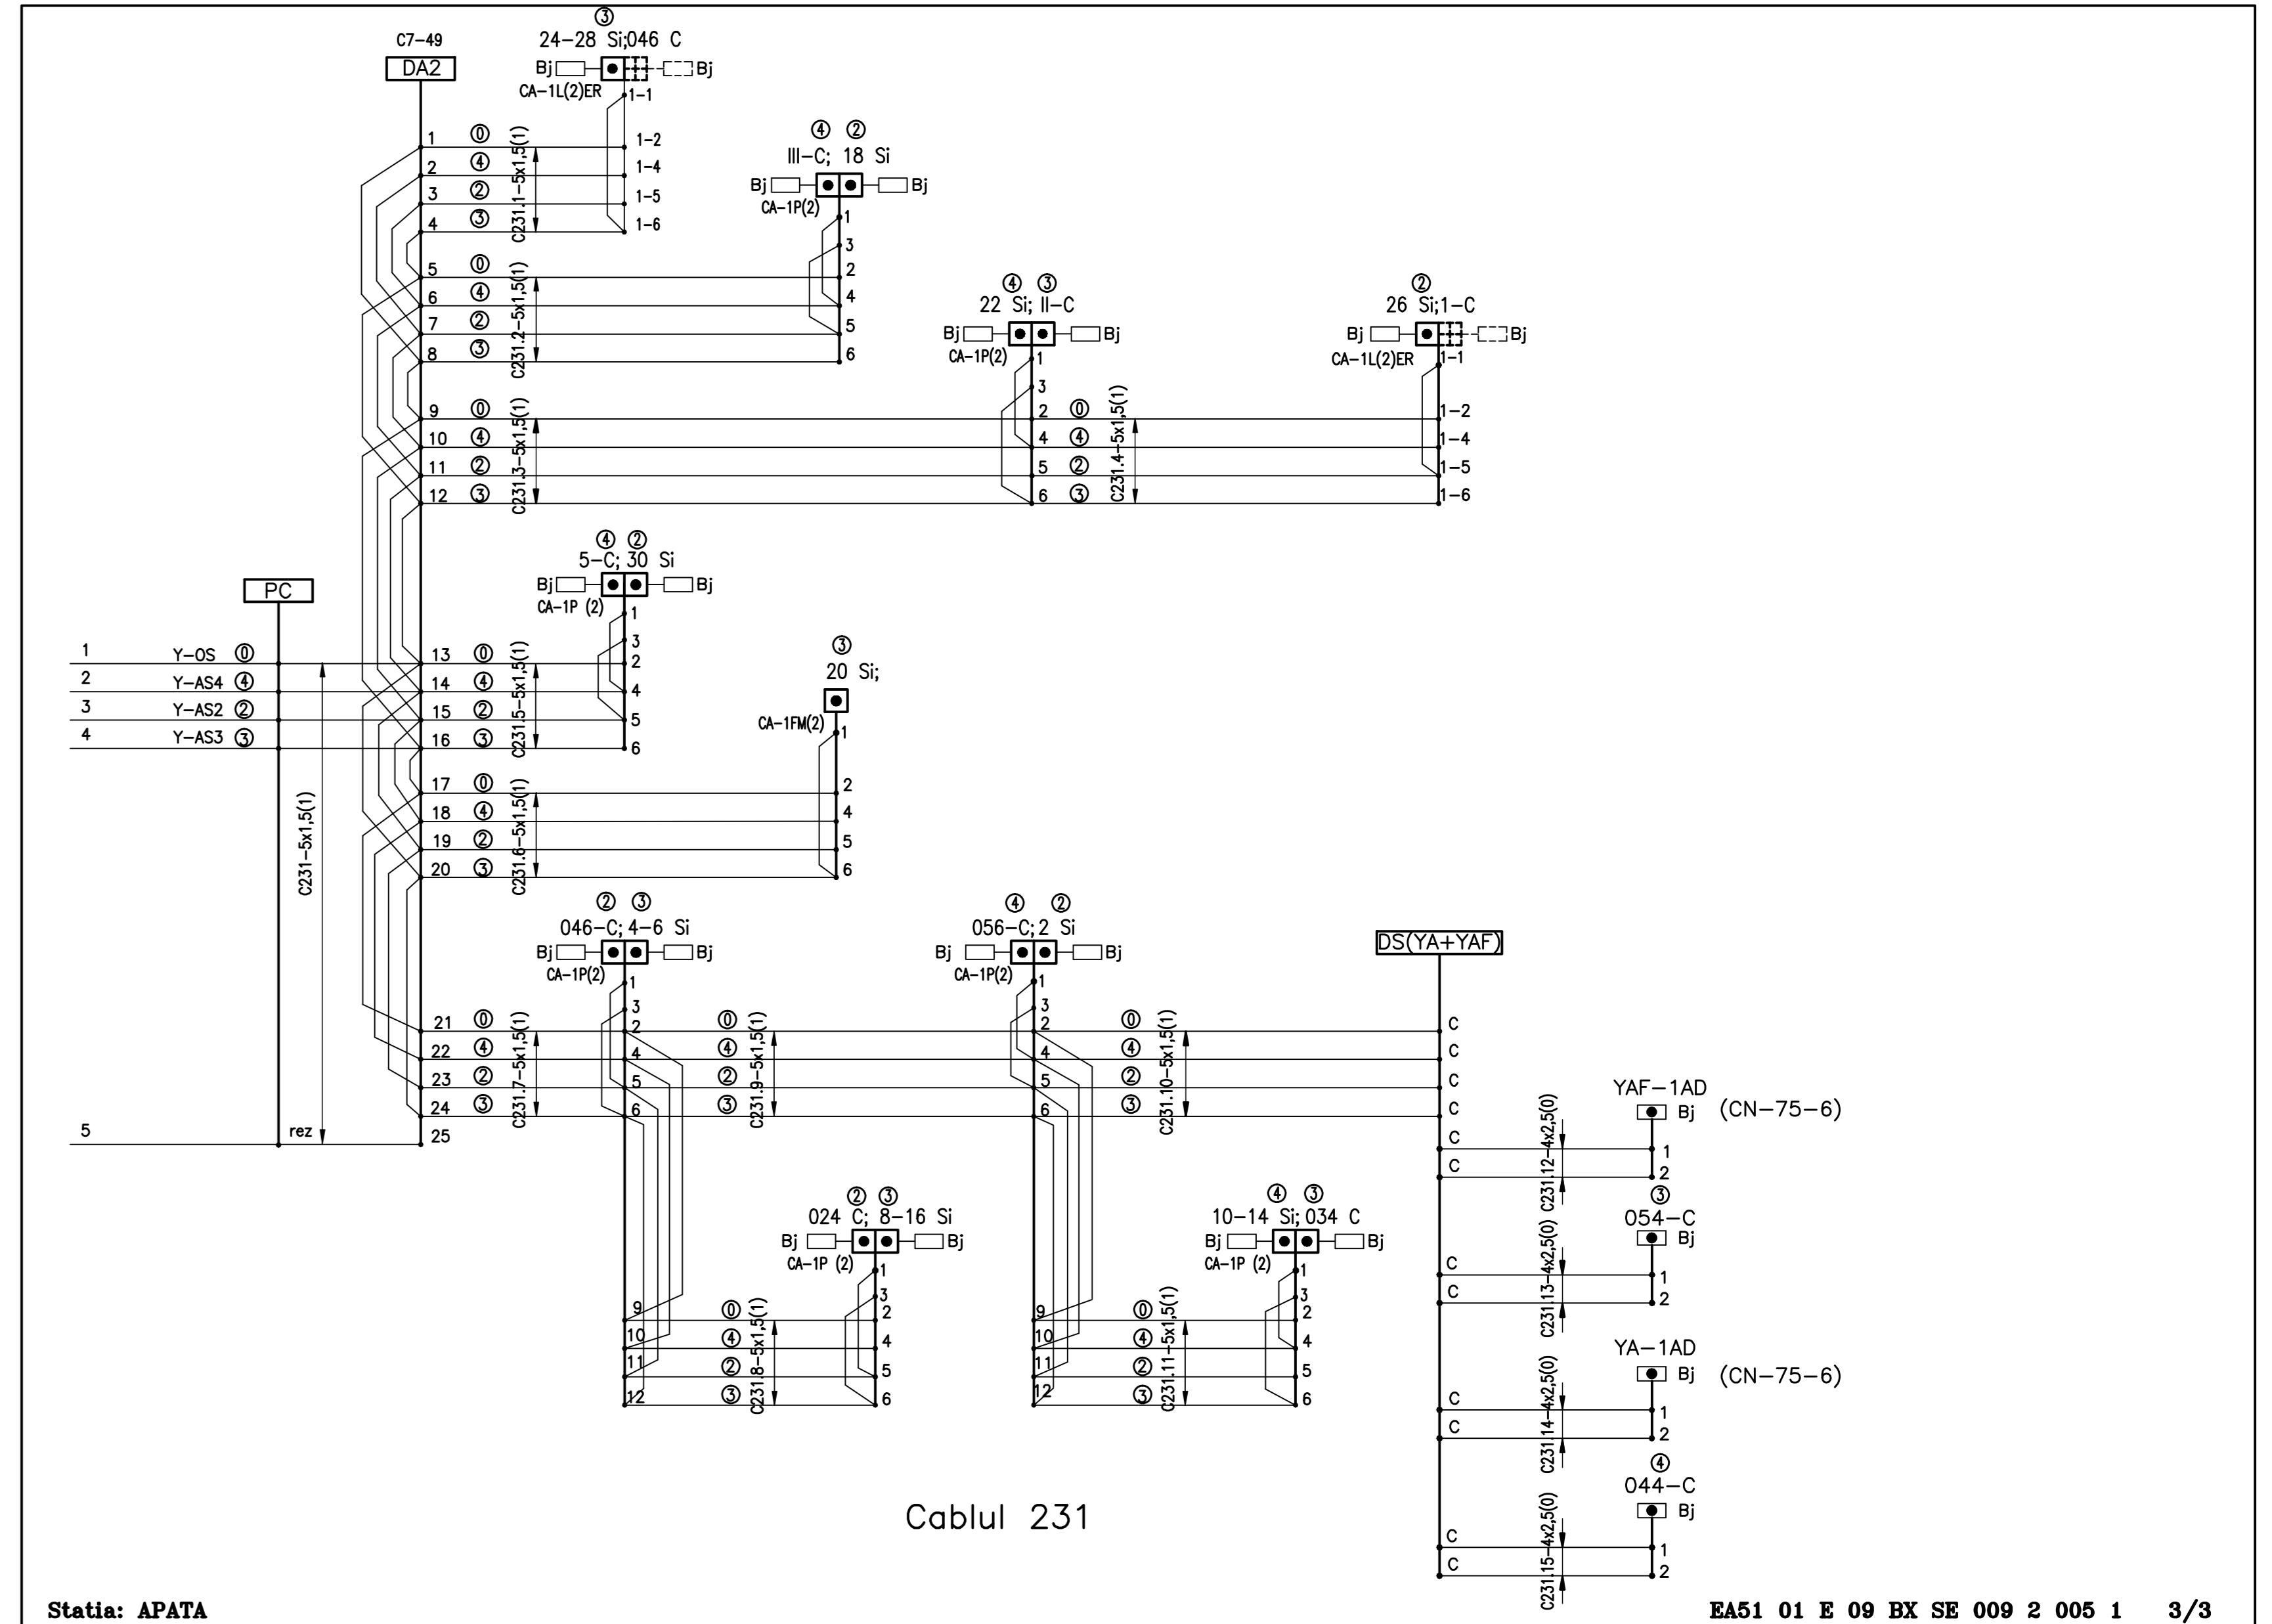 ③
C7-49
24-28 Si;046 C
DA2
Bj
Bj
CA-1L(2)ER
1-1
1 ⓪ 1-2
2 ④ 1-4
3 ② 1-5
4 ③ 1-6
C231.1-5x1,5(1)
④ ②
III-C; 18 Si
Bj
Bj
CA-1P(2)
1
3
5 ⓪ 2
6 ④ 4
7 ② 5
8 ③ 6
C231.2-5x1,5(1)
④ ③
22 Si; II-C
Bj
Bj
CA-1P(2)
1
3
②
26 Si;1-C
Bj
Bj
CA-1L(2)ER
1-1
9 ⓪ 2 ⓪ 1-2
10 ④ 4 ④ 1-4
11 ② 5 ② 1-5
12 ③ 6 ③ 1-6
C231.3-5x1,5(1)
C231.4-5x1,5(1)
④ ②
5-C; 30 Si
Bj
Bj
CA-1P (2)
1
3
PC
1 Y-OS ⓪ 13 ⓪ 2
2 Y-AS4 ④ 14 ④ 4
3 Y-AS2 ② 15 ② 5
4 Y-AS3 ③ 16 ③ 6
C231.5-5x1,5(1)
③
20 Si;
CA-1FM(2)
1
17 ⓪ 2
18 ④ 4
19 ② 5
20 ③ 6
C231.6-5x1,5(1)
C231-5x1,5(1)
② ③
046-C; 4-6 Si
Bj
Bj
CA-1P(2)
1
3
④ ②
056-C; 2 Si
Bj
Bj
CA-1P(2)
1
3
DS(YA+YAF)
21 ⓪ 2 ⓪ 2 ⓪ C
22 ④ 4 ④ 4 ④ C
23 ② 5 ② 5 ② C
24 ③ 6 ③ 6 ③ C
C231.7-5x1,5(1)
C231.9-5x1,5(1)
C231.10-5x1,5(1)
5 rez 25
YAF-1AD
Bj (CN-75-6)
C 1
C 2
C231.12-4x2,5(0)
② ③
024 C; 8-16 Si
Bj
Bj
CA-1P (2)
1
3
9 ⓪ 2
10 ④ 4
11 ② 5
12 ③ 6
C231.8-5x1,5(1)
④ ③
10-14 Si; 034 C
Bj
Bj
CA-1P (2)
1
3
9 ⓪ 2
10 ④ 4
11 ② 5
12 ③ 6
C231.11-5x1,5(1)
③
054-C
Bj
C 1
C 2
C231.13-4x2,5(0)
YA-1AD
Bj (CN-75-6)
C 1
C 2
C231.14-4x2,5(0)
④
044-C
Bj
C 1
C 2
C231.15-4x2,5(0)
Cablul 231
Statia: APATA
EA51 01 E 09 BX SE 009 2 005 1 3/3